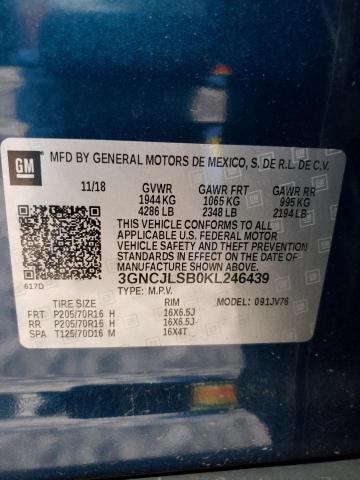 GM
MFD BY GENERAL MOTORS DE MEXICO, S. DE R.L. DE C.V.
11/18 GVWR GAWR FRT GAWR RR
1944 KG 1065 KG 995 KG
4286 LB 2348 LB 2194 LB
THIS VEHICLE CONFORMS TO ALL
APPLICABLE U.S. FEDERAL MOTOR
VEHICLE SAFETY AND THEFT
PREVENTION STANDARDS IN EFFECT ON
THE DATE OF MANUFACTURE SHOWN ABOVE.
617D 3GNCJLSB0KL246439
TYPE: M.P.V.
TIRE SIZE RIM MODEL: 091JV76
FRT P205/70R16 H 16X6.5J
RR P205/70R16 H 16X6.5J
SPA T125/70D16 M 16X4T